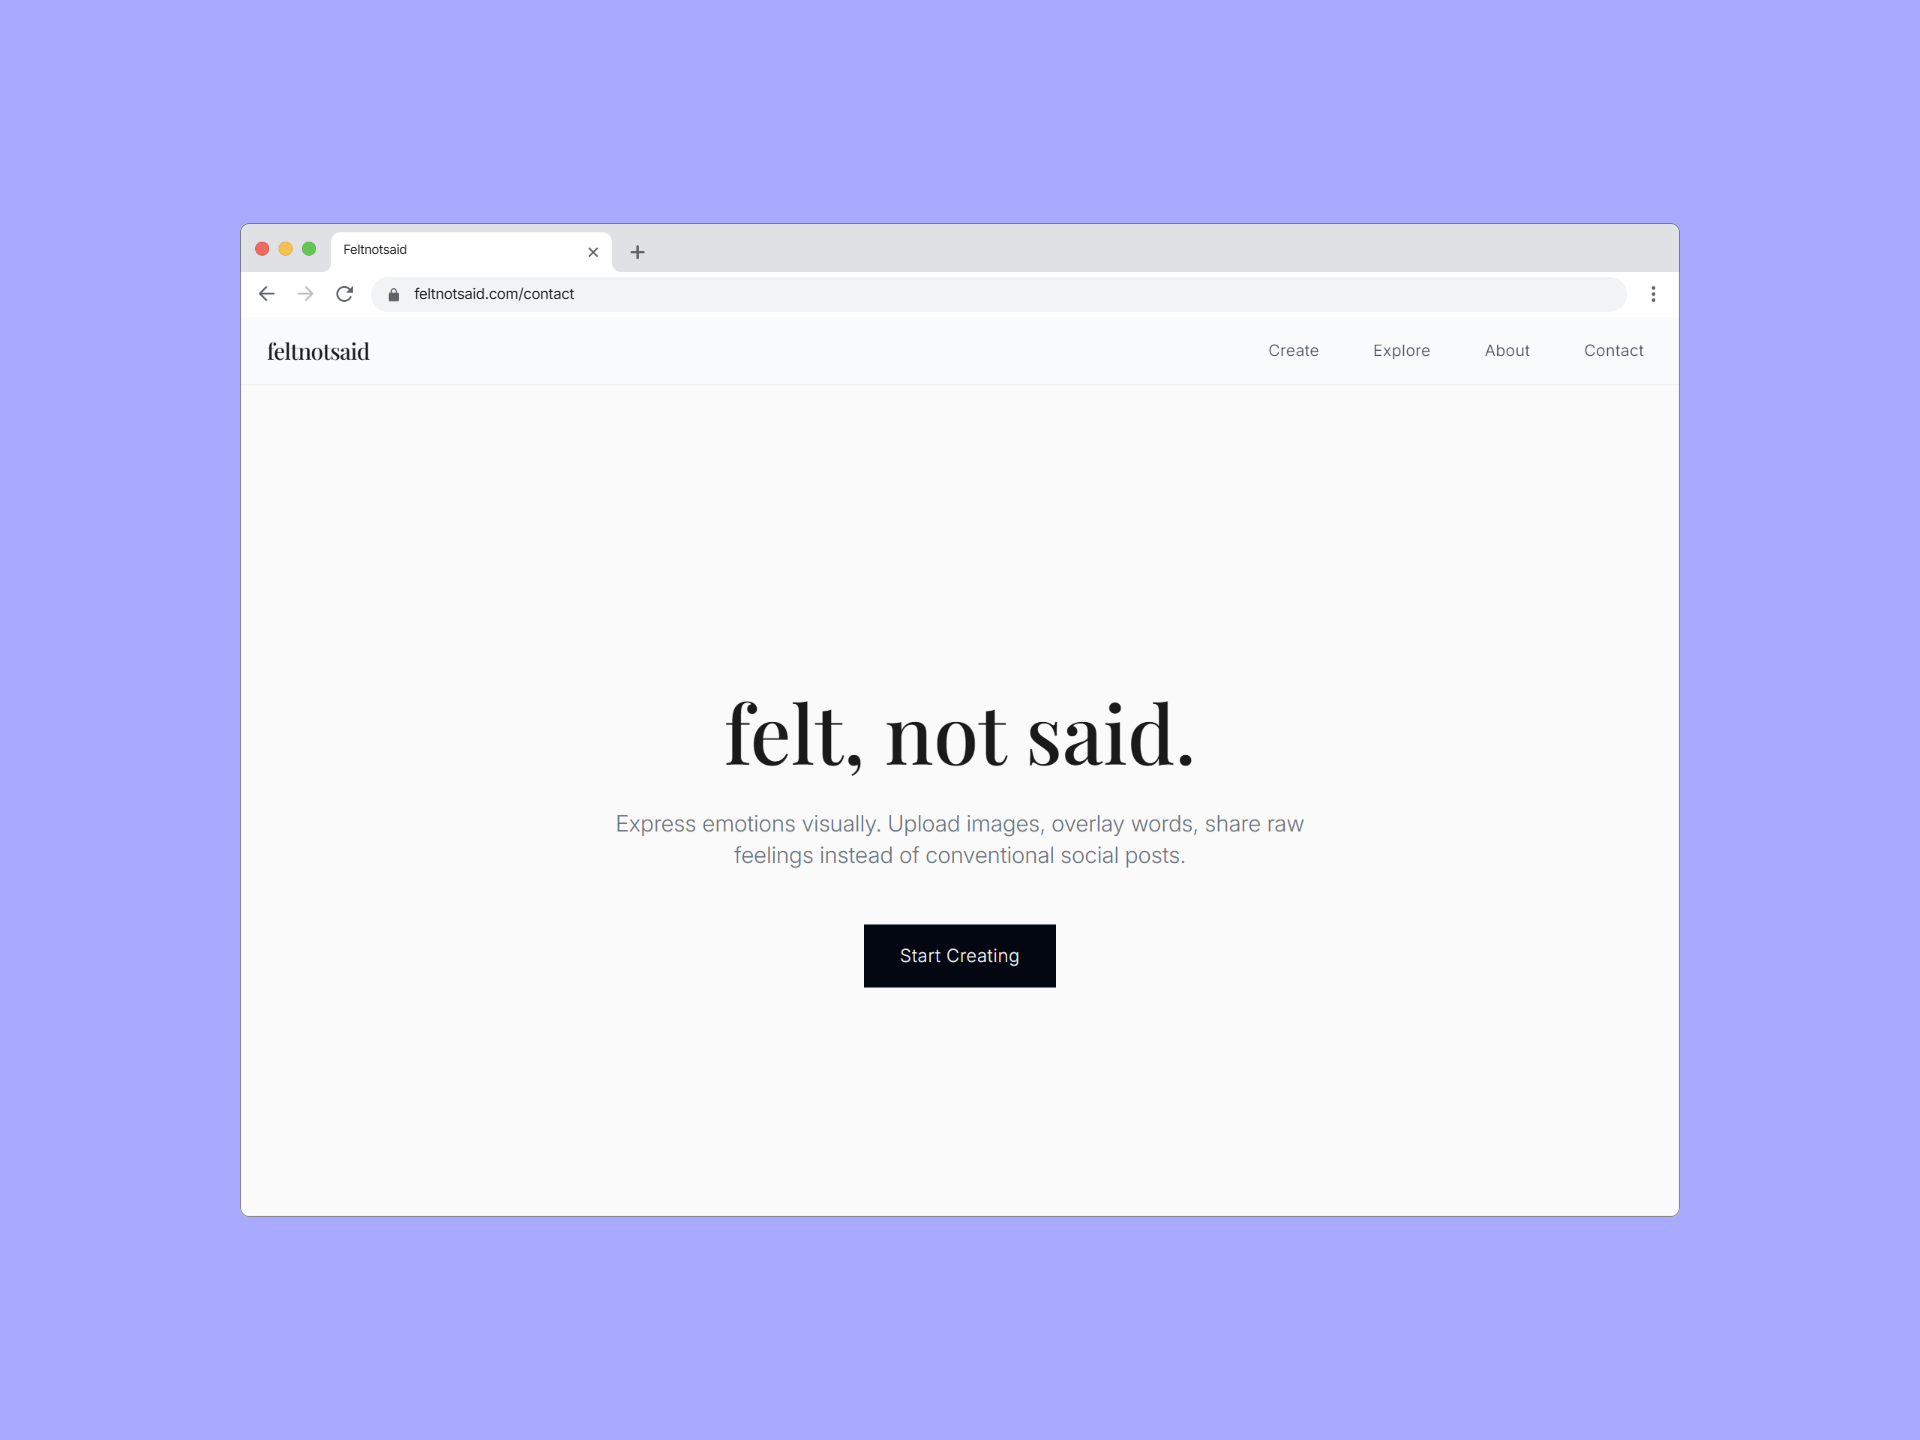 Feltnotsaid
feltnotsaid.com/contact
feltnotsaid
Create Explore About Contact
felt, not said.
Express emotions visually. Upload images, overlay words, share raw
feelings instead of conventional social posts.
Start Creating